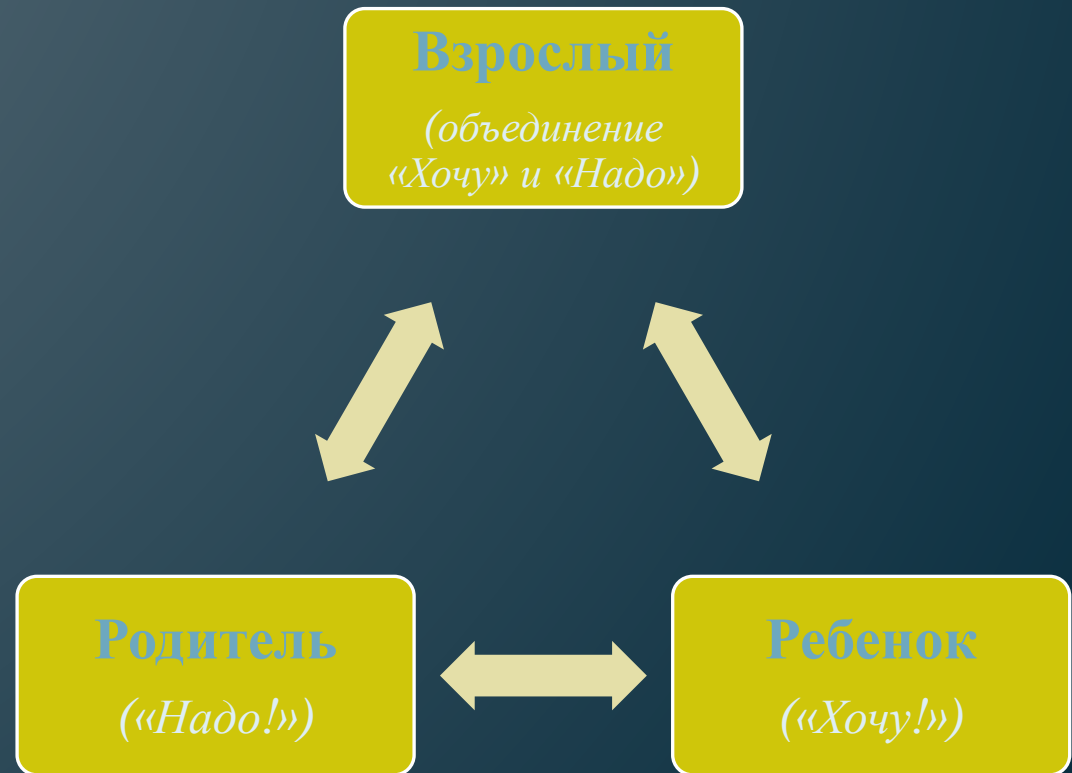 Взрослый
(объединение
«Хочу» и «Надо»)
Родитель
(«Надо!»)
Ребенок
(«Хочу!»)